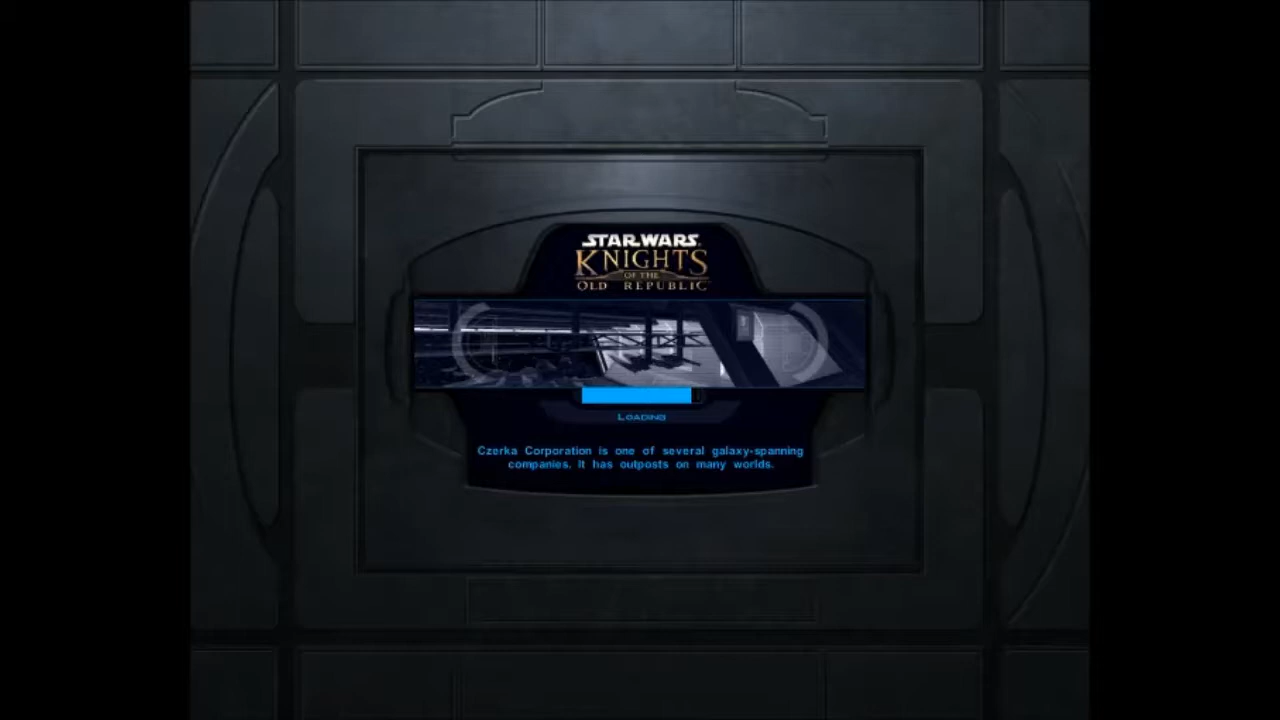 STAR WARS
KNIGHTS
OF THE
OLD REPUBLIC
LOADING
Czerka Corporation is one of several galaxy-spanning
companies. It has outposts on many worlds.